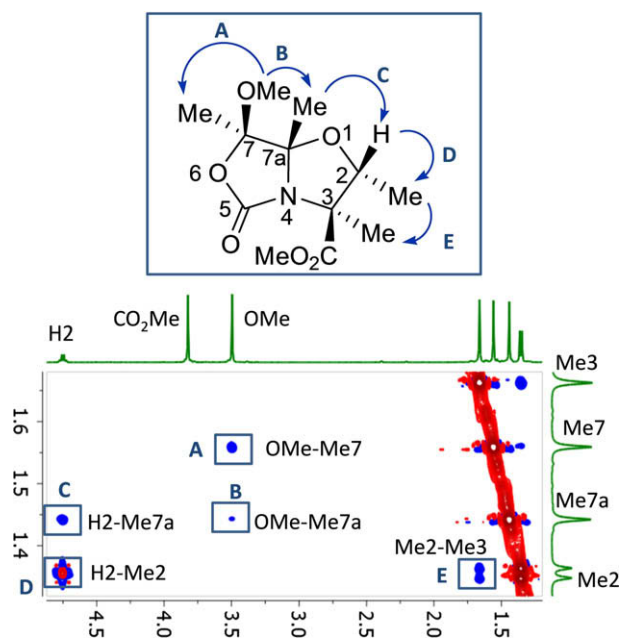 A
B
C
Me
OMe
Me
H
O
1
D
7
7a
2
6
O
Me
5
N
4
3
E
O
MeO2C
Me
H2
CO2Me
OMe
Me3
A
OMe-Me7
Me7
C
B
H2-Me7a
OMe-Me7a
Me7a
Me2-Me3
D
H2-Me2
E
Me2
1.6
1.5
1.4
4.5
4.0
3.5
3.0
2.5
2.0
1.5